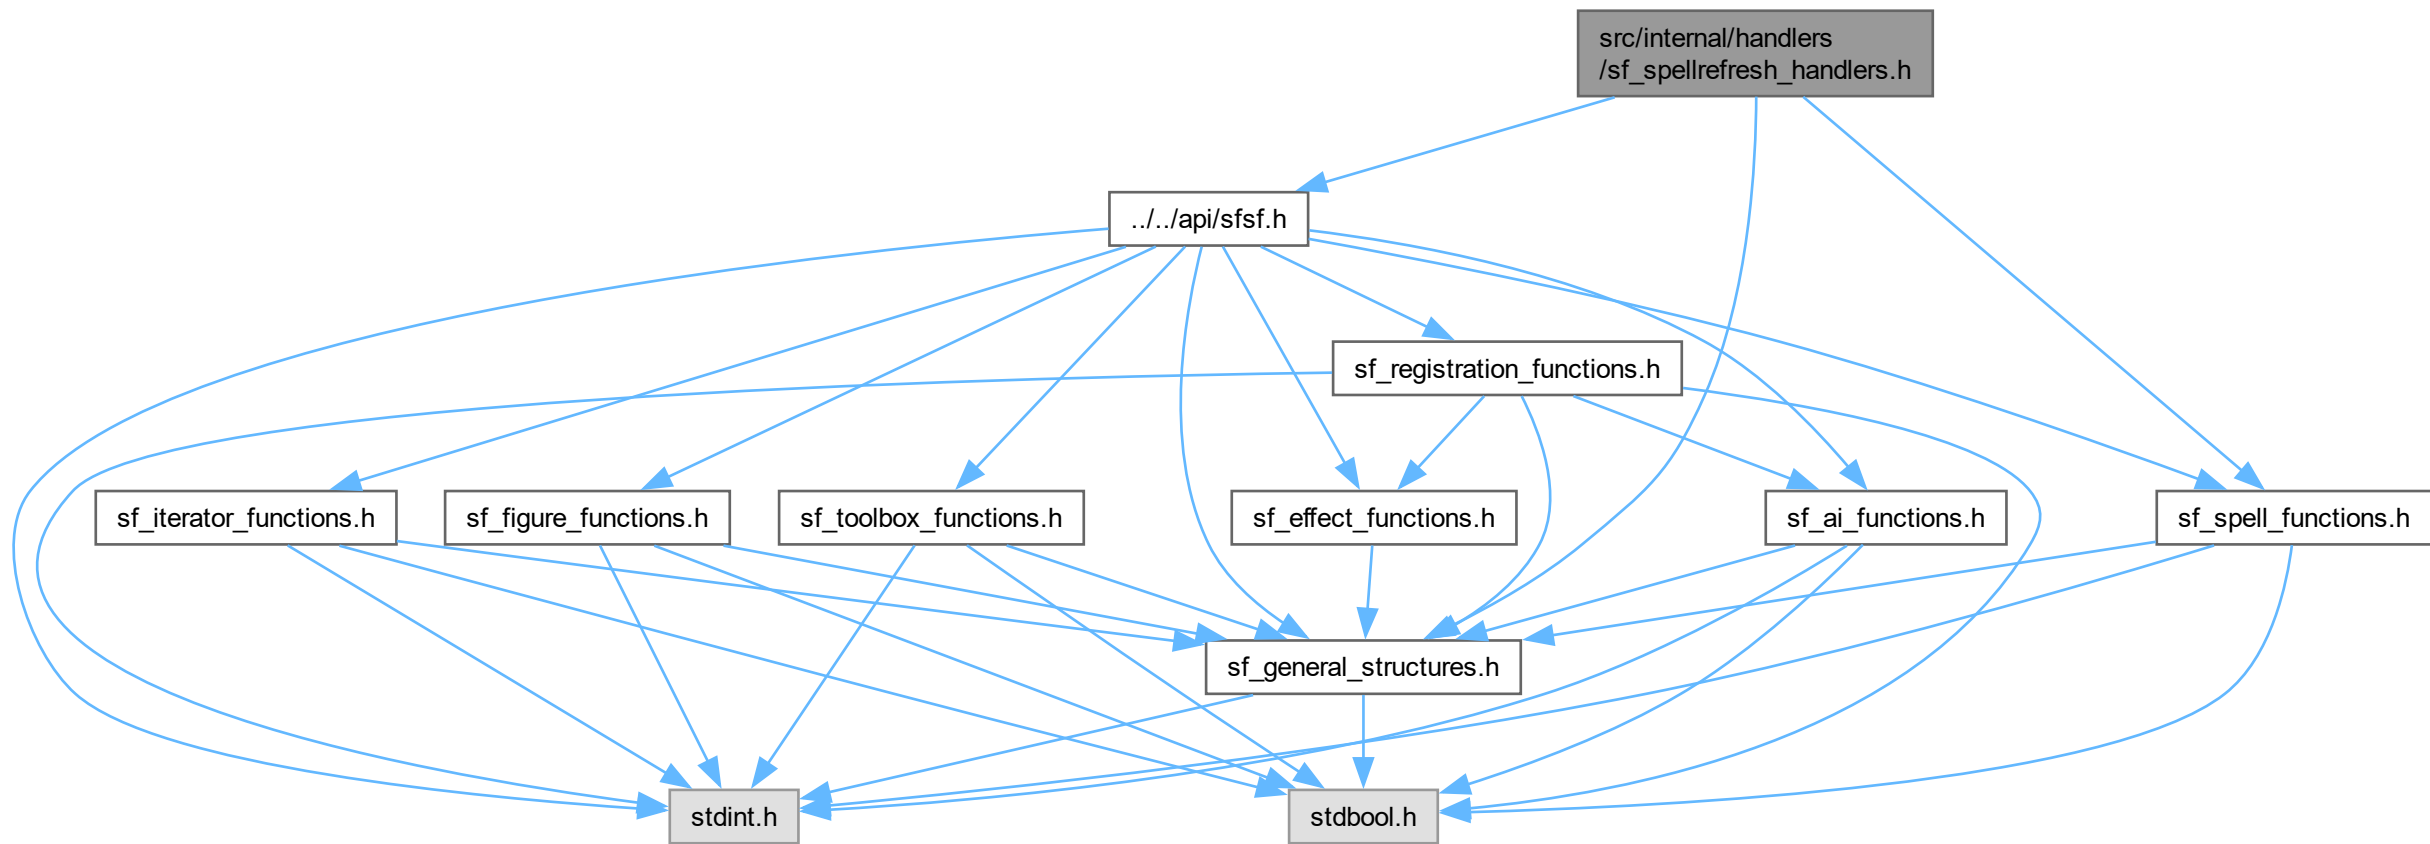 src/internal/handlers
/sf_spellrefresh_handlers.h
../../api/sfsf.h
sf_registration_functions.h
sf_iterator_functions.h
sf_figure_functions.h
sf_toolbox_functions.h
sf_effect_functions.h
sf_ai_functions.h
sf_spell_functions.h
sf_general_structures.h
stdint.h
stdbool.h